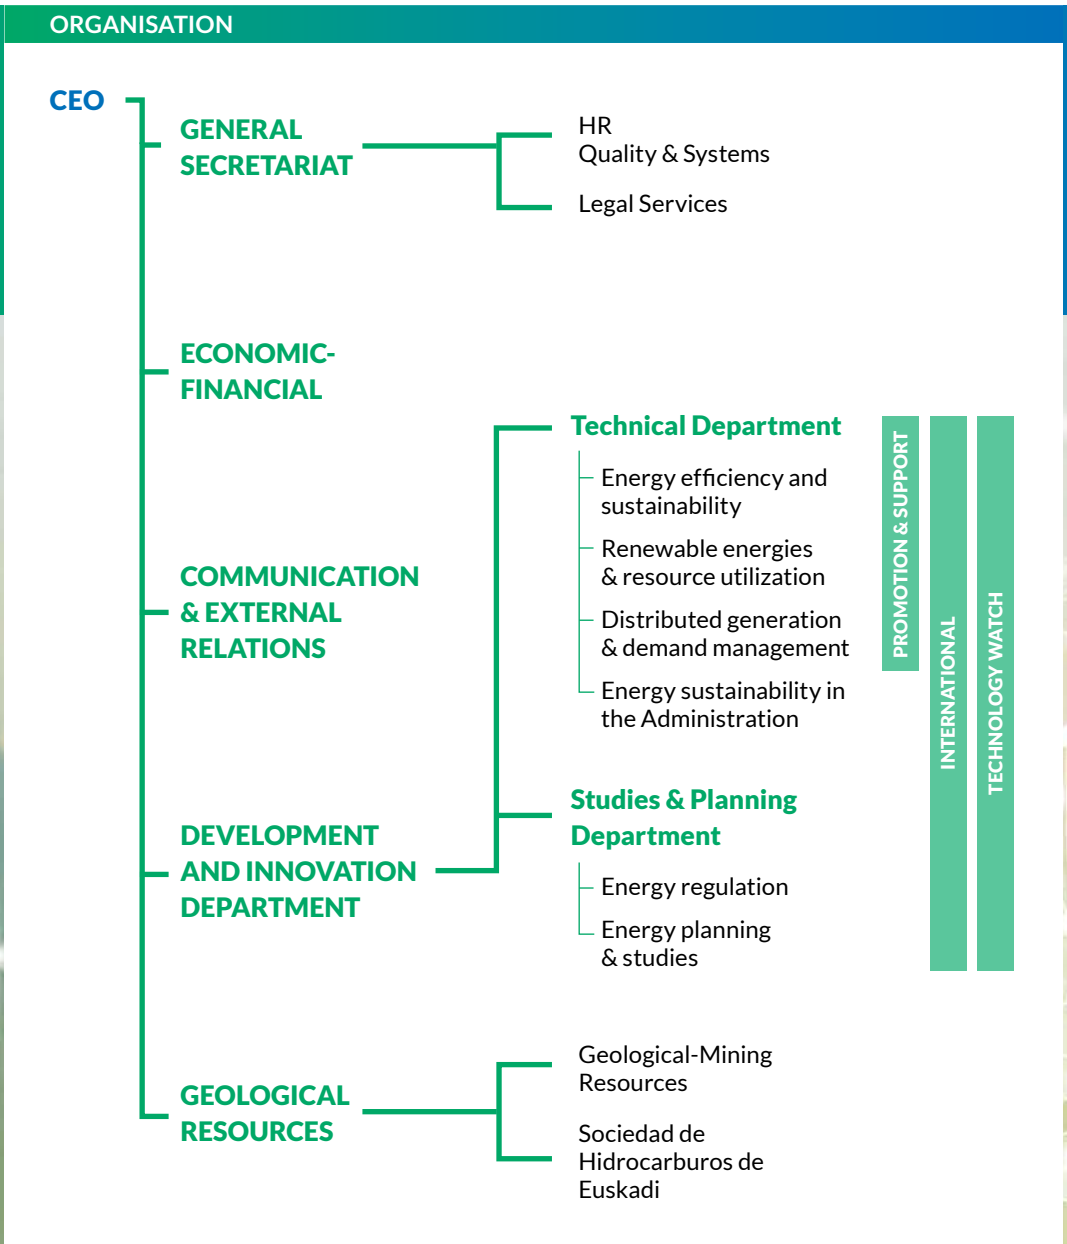 ORGANISATION
CEO
GENERAL
SECRETARIAT
HR
Quality & Systems
Legal Services
ECONOMIC-
FINANCIAL
COMMUNICATION
& EXTERNAL
RELATIONS
DEVELOPMENT
AND INNOVATION
DEPARTMENT
Technical Department
Energy efficiency and
sustainability
Renewable energies
& resource utilization
Distributed generation
& demand management
Energy sustainability in
the Administration
Studies & Planning
Department
Energy regulation
Energy planning
& studies
PROMOTION & SUPPORT
INTERNATIONAL
TECHNOLOGY WATCH
GEOLOGICAL
RESOURCES
Geological-Mining
Resources
Sociedad de
Hidrocarburos de
Euskadi